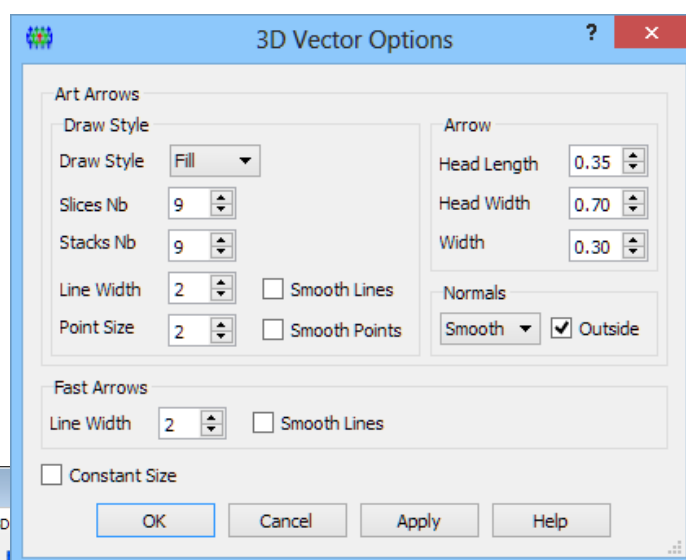 3D Vector Options
?
Art Arrows
Draw Style
Draw Style Fill
Slices Nb 9
Stacks Nb 9
Line Width 2 Smooth Lines
Point Size 2 Smooth Points
Arrow
Head Length 0.35
Head Width 0.70
Width 0.30
Normals
Smooth Outside
Fast Arrows
Line Width 2 Smooth Lines
Constant Size
OK Cancel Apply Help
D